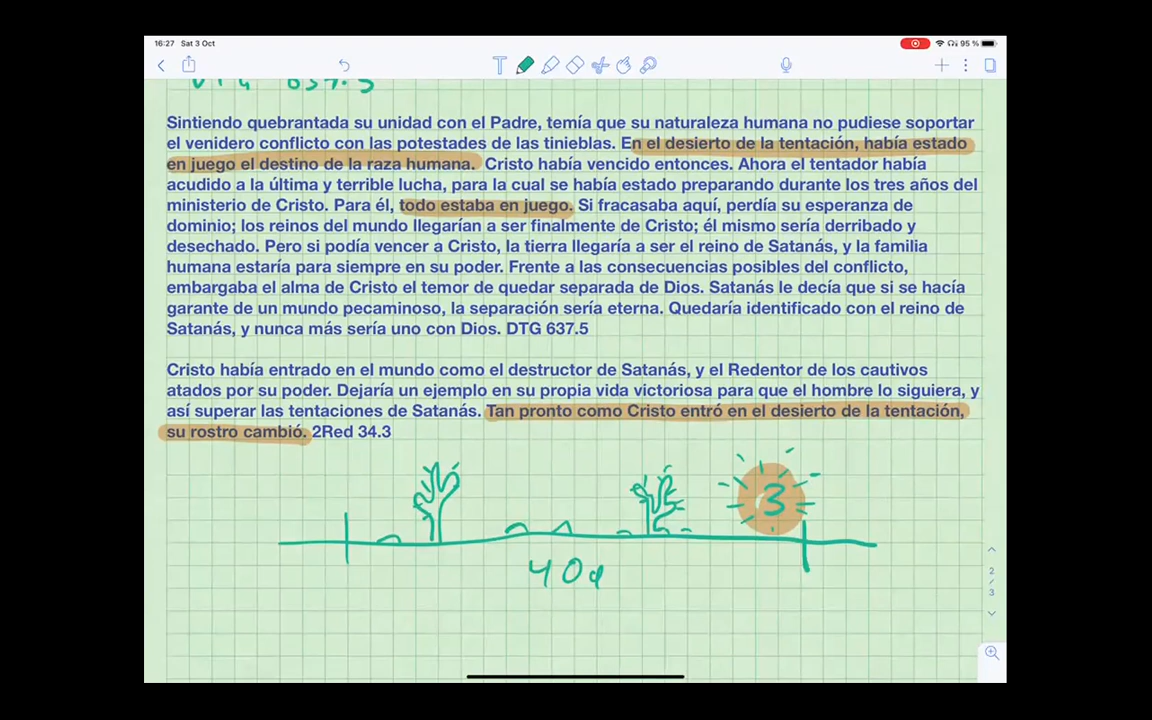 16:27 Sat 3 Oct
95 %
T
637.5
Sintiendo quebrantada su unidad con el Padre, temía que su naturaleza humana no pudiese soportar
el venidero conflicto con las potestades de las tinieblas. En el desierto de la tentación, había estado
en juego el destino de la raza humana. Cristo había vencido entonces. Ahora el tentador había
acudido a la última y terrible lucha, para la cual se había estado preparando durante los tres años del
ministerio de Cristo. Para él, todo estaba en juego. Si fracasaba aquí, perdía su esperanza de
dominio; los reinos del mundo llegarían a ser finalmente de Cristo; él mismo sería derribado y
desechado. Pero si podía vencer a Cristo, la tierra llegaría a ser el reino de Satanás, y la familia
humana estaría para siempre en su poder. Frente a las consecuencias posibles del conflicto,
embargaba el alma de Cristo el temor de quedar separada de Dios. Satanás le decía que si se hacía
garante de un mundo pecaminoso, la separación sería eterna. Quedaría identificado con el reino de
Satanás, y nunca más sería uno con Dios. DTG 637.5
Cristo había entrado en el mundo como el destructor de Satanás, y el Redentor de los cautivos
atados por su poder. Dejaría un ejemplo en su propia vida victoriosa para que el hombre lo siguiera, y
así superar las tentaciones de Satanás. Tan pronto como Cristo entró en el desierto de la tentación,
su rostro cambió. 2Red 34.3
3
40d
2
/
3